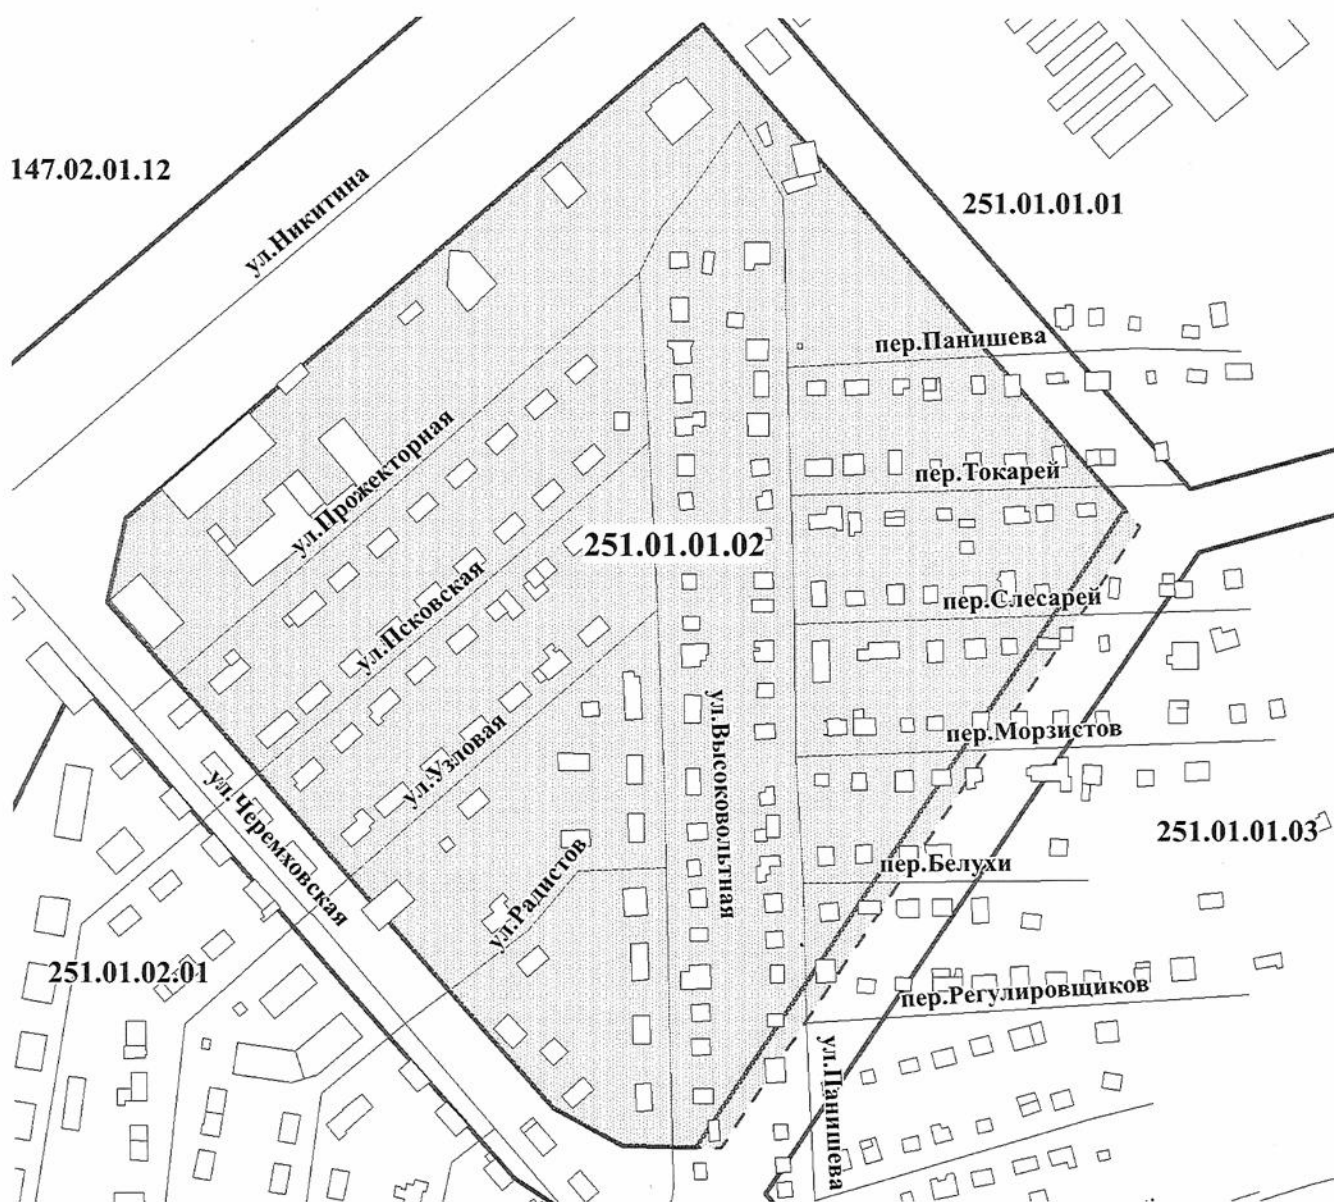 147.02.01.12
ул.Никитина
251.01.01.01
пер.Панишева
ул.Прожекторная
пер.Токарей
251.01.01.02
ул.Псковская
пер.Слесарей
ул.Узловая
ул.Высоковольтная
пер.Морзистов
ул.Черемховская
251.01.01.03
ул.Радистов
пер.Белухи
251.01.02.01
пер.Регулировщиков
ул.Панишева